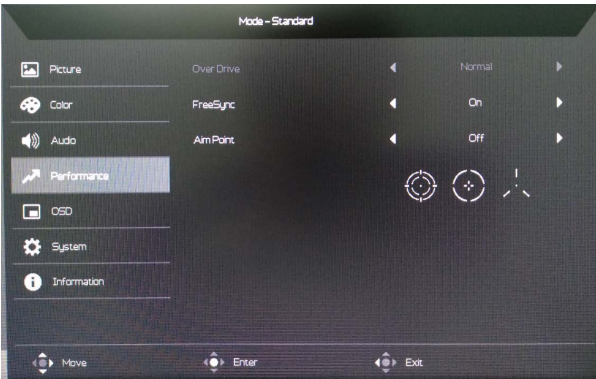 Mode - Standard
Picture
Over Drive Normal
Color
FreeSync On
Audio
Aim Point Off
Performance
OSD
System
Information
Move Enter Exit